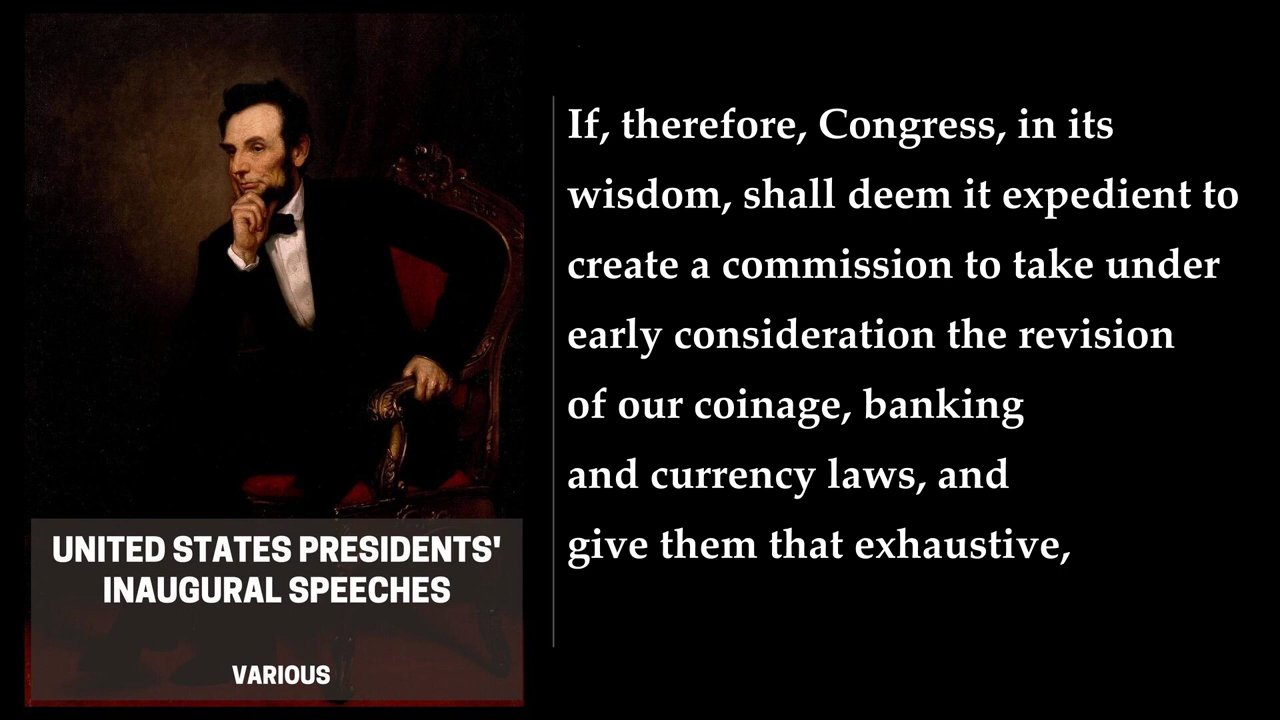 UNITED STATES PRESIDENTS'
INAUGURAL SPEECHES
VARIOUS
If, therefore, Congress, in its
wisdom, shall deem it expedient to
create a commission to take under
early consideration the revision
of our coinage, banking
and currency laws, and
give them that exhaustive,